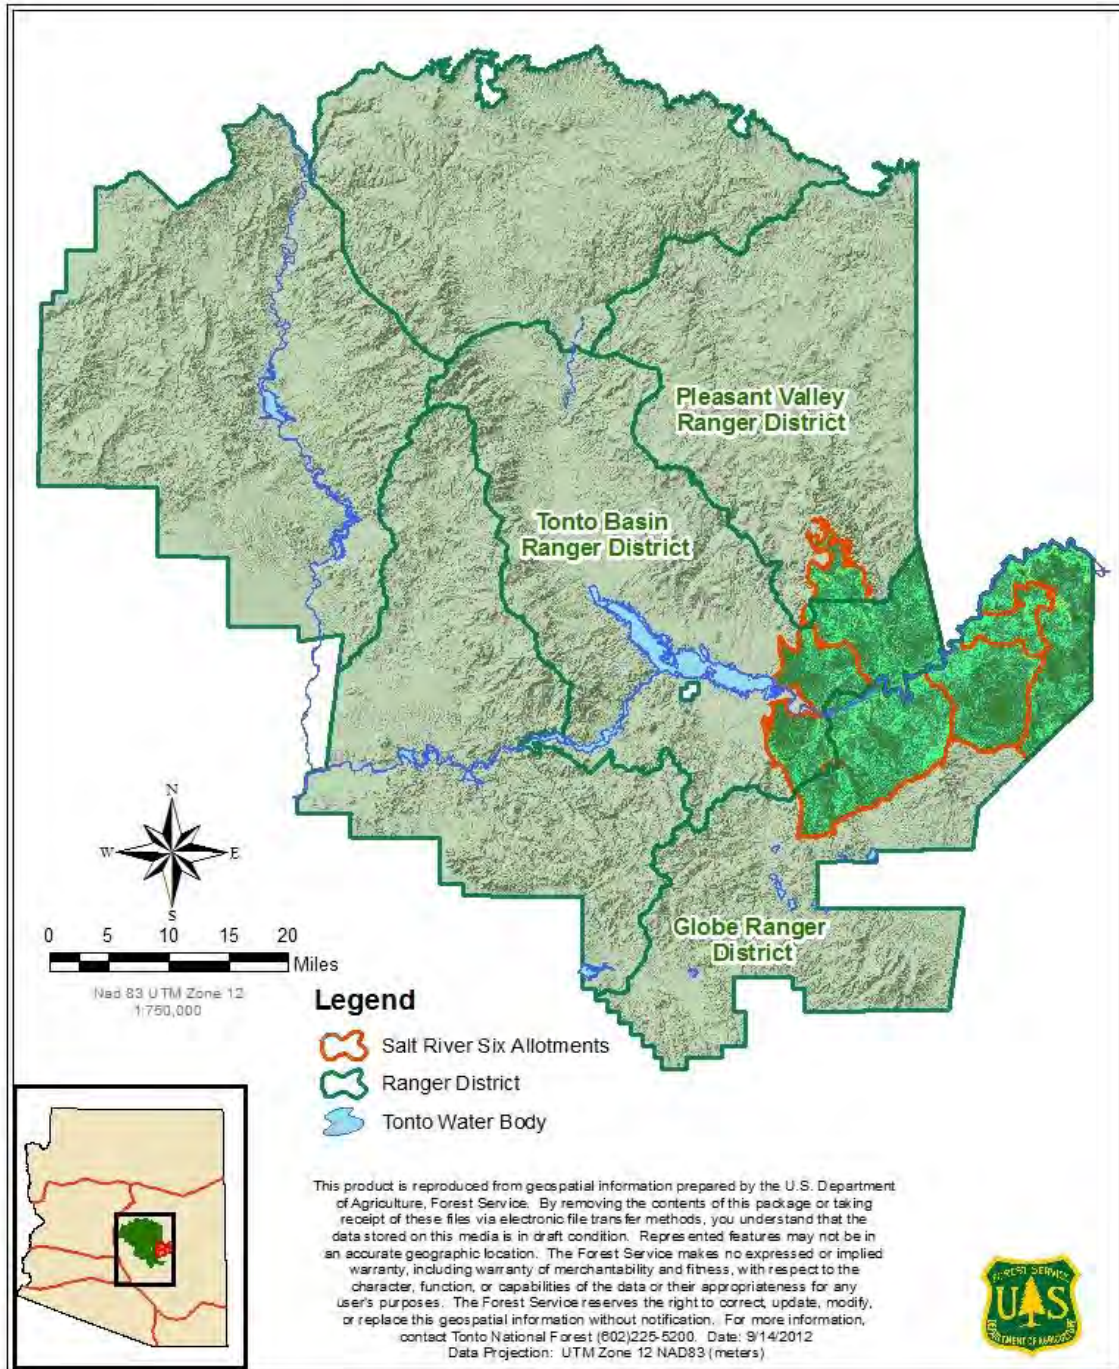 Pleasant Valley
Ranger District
Tonto Basin
Ranger District
Globe Ranger
District
N
W
E
S
0 5 10 15 20
Miles
Nad 83 UTM Zone 12
1:750,000
Legend
Salt River Six Allotments
Ranger District
Tonto Water Body
This product is reproduced from geospatial information prepared by the U.S. Department
of Agriculture, Forest Service. By removing the contents of this package or taking
receipt of these files via electronic file transfer methods, you understand that the
data stored on this media is in draft condition. Represented features may not be in
an accurate geographic location. The Forest Service makes no expressed or implied
warranty, including warranty of merchantability and fitness, with respect to the
character, function, or capabilities of the data or their appropriateness for any
user's purposes. The Forest Service reserves the right to correct, update, modify,
or replace this geospatial information without notification. For more information,
contact Tonto National Forest (602)225-5200. Date: 9/14/2012
Data Projection: UTM Zone 12 NAD83 (meters)
FOREST SERVICE
U S
DEPARTMENT OF AGRICULTURE